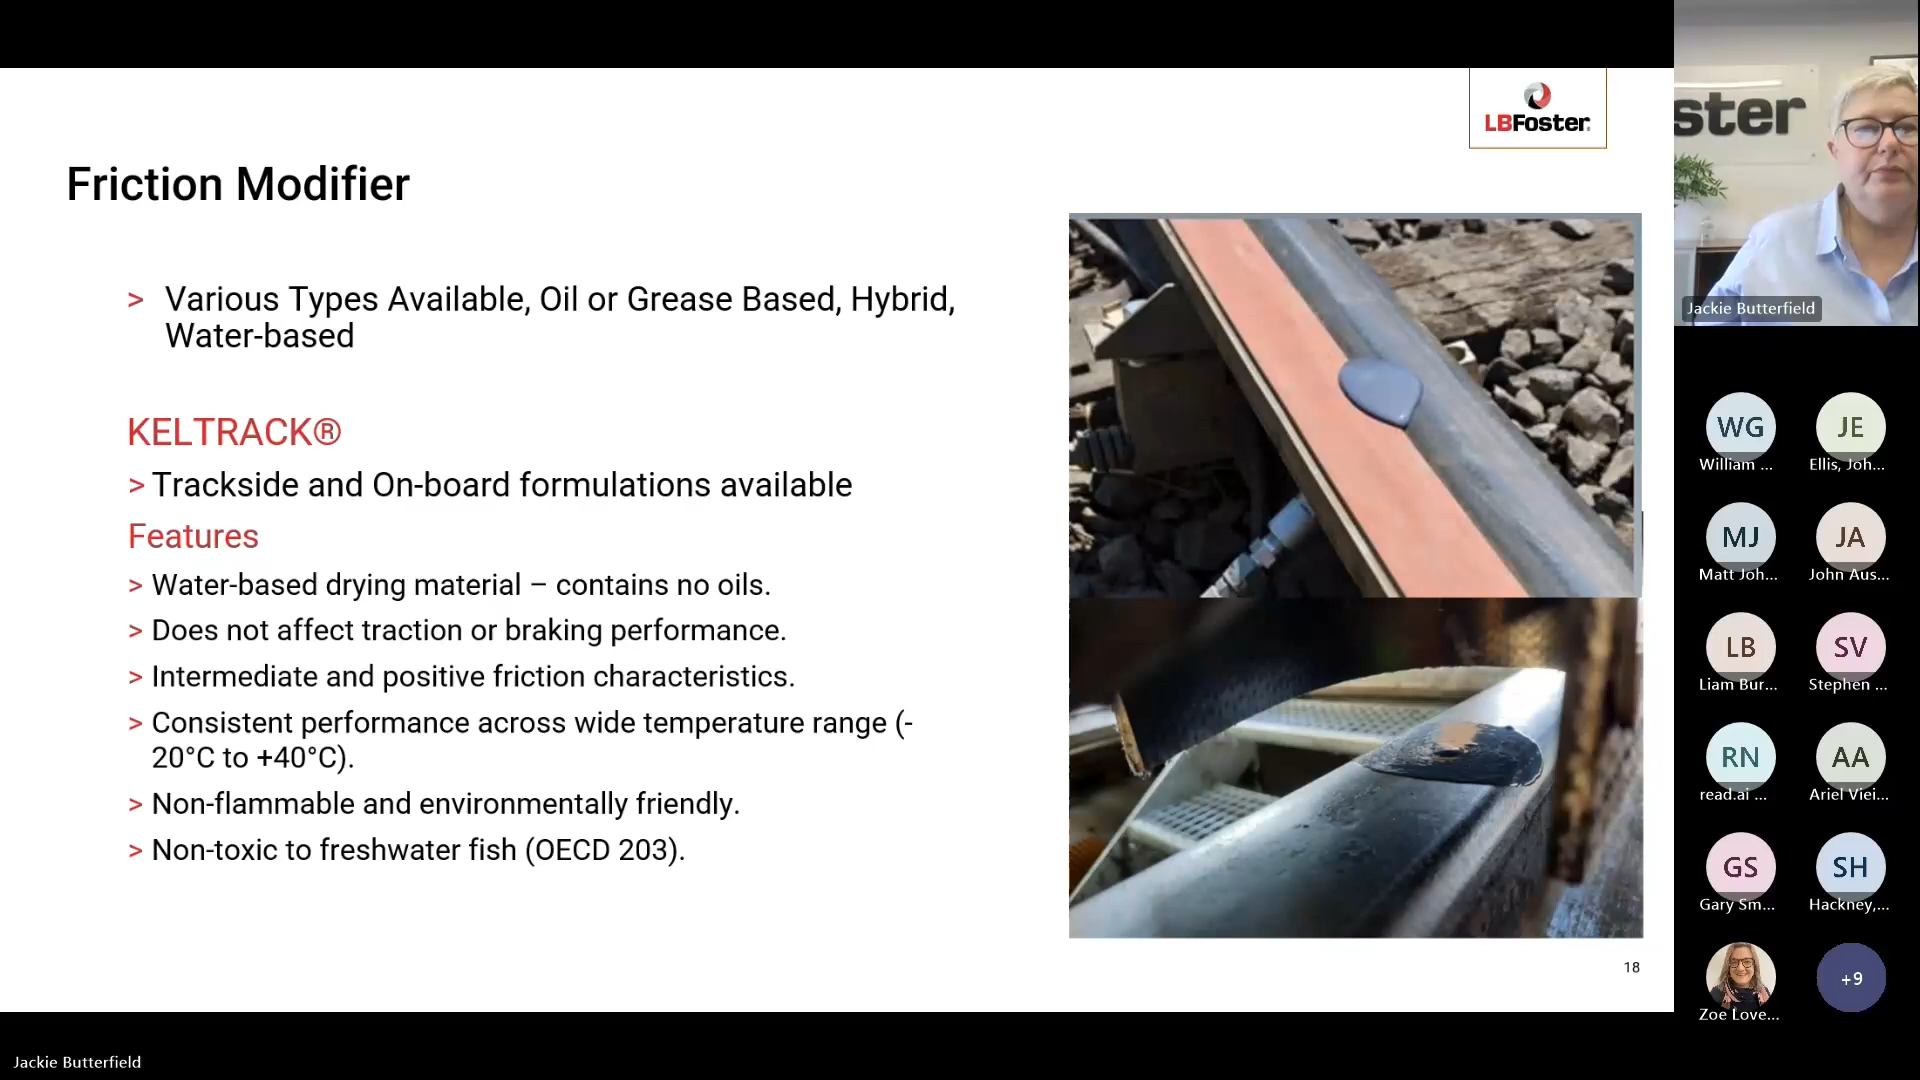 LBFoster
Friction Modifier
> Various Types Available, Oil or Grease Based, Hybrid,
Water-based
KELTRACK®
> Trackside and On-board formulations available
Features
> Water-based drying material – contains no oils.
> Does not affect traction or braking performance.
> Intermediate and positive friction characteristics.
> Consistent performance across wide temperature range (-
20°C to +40°C).
> Non-flammable and environmentally friendly.
> Non-toxic to freshwater fish (OECD 203).
18
ster
Jackie Butterfield
WG
William ...
JE
Ellis, Joh...
MJ
Matt Joh...
JA
John Aus...
LB
Liam Bur...
SV
Stephen ...
RN
read.ai ...
AA
Ariel Viei...
GS
Gary Sm...
SH
Hackney,...
Zoe Love...
+9
Jackie Butterfield